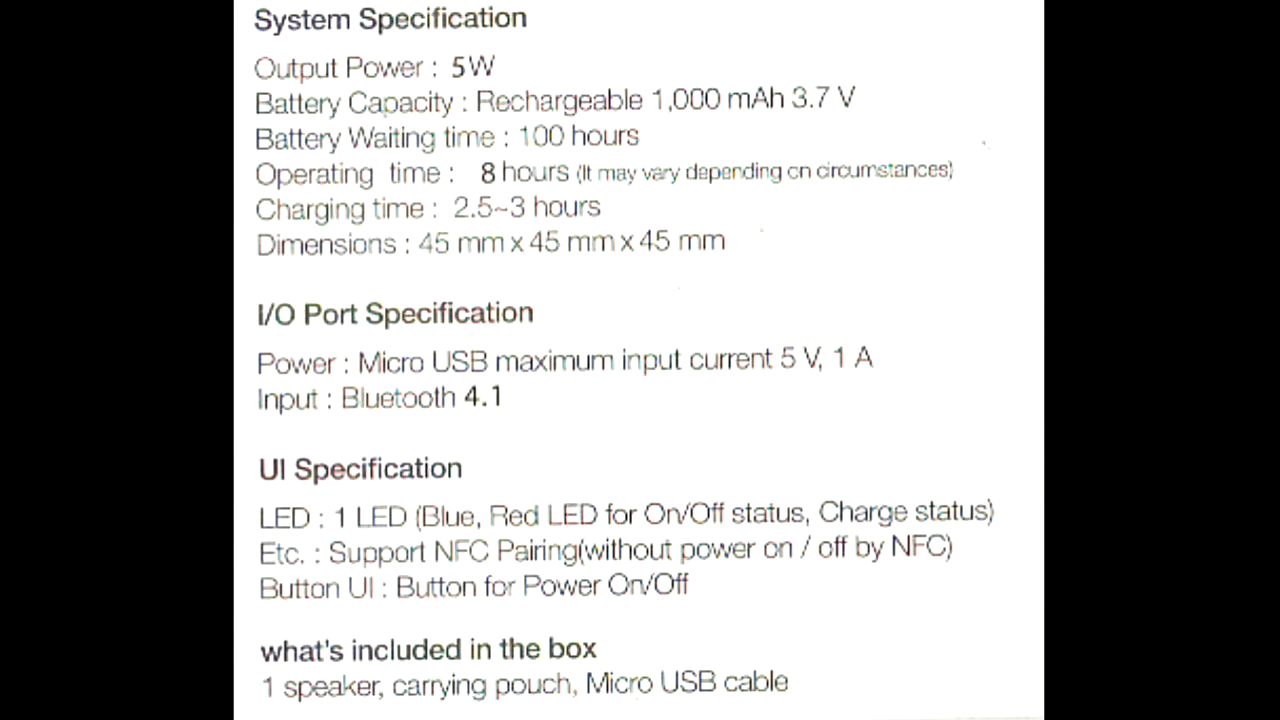 System Specification
Output Power : 5W
Battery Capacity : Rechargeable 1,000 mAh 3.7 V
Battery Waiting time : 100 hours
Operating time : 8 hours (It may vary depending on circumstances)
Charging time : 2.5~3 hours
Dimensions : 45 mm x 45 mm x 45 mm
I/O Port Specification
Power : Micro USB maximum input current 5 V, 1 A
Input : Bluetooth 4.1
UI Specification
LED : 1 LED (Blue, Red LED for On/Off status, Charge status)
Etc. : Support NFC Pairing(without power on / off by NFC)
Button UI : Button for Power On/Off
what's included in the box
1 speaker, carrying pouch, Micro USB cable